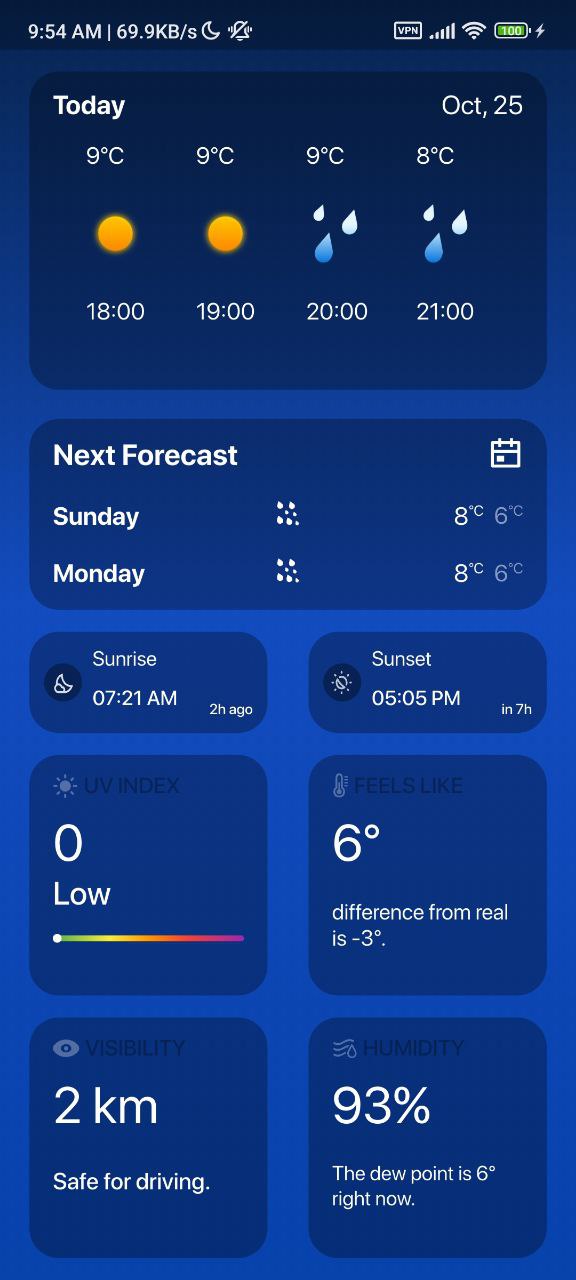 9:54 AM | 69.9KB/s VPN 100
Today Oct, 25
9°C 9°C 9°C 8°C
18:00 19:00 20:00 21:00
Next Forecast
Sunday 8°C 6°C
Monday 8°C 6°C
Sunrise
07:21 AM
2h ago
Sunset
05:05 PM
in 7h
UV INDEX
0
Low
FEELS LIKE
6°
difference from real
is -3°.
VISIBILITY
2 km
Safe for driving.
HUMIDITY
93%
The dew point is 6°
right now.